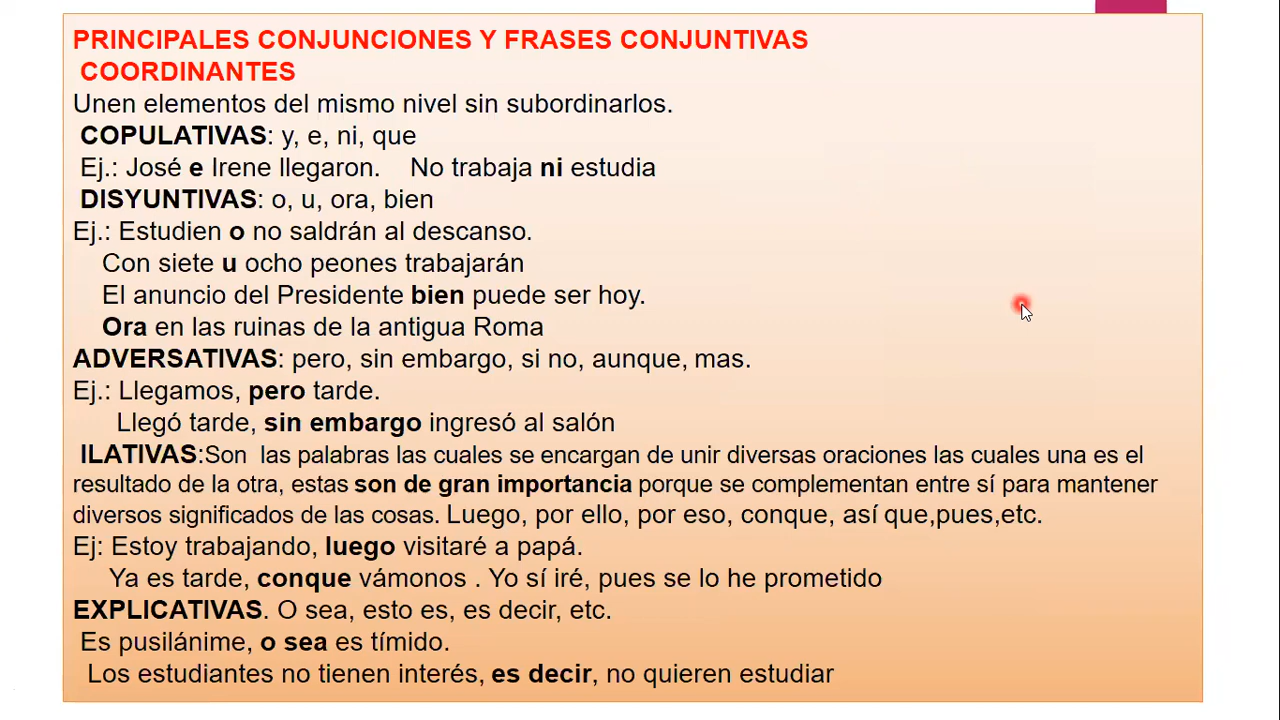 PRINCIPALES CONJUNCIONES Y FRASES CONJUNTIVAS
COORDINANTES
Unen elementos del mismo nivel sin subordinarlos.
COPULATIVAS: y, e, ni, que
Ej.: José e Irene llegaron. No trabaja ni estudia
DISYUNTIVAS: o, u, ora, bien
Ej.: Estudien o no saldrán al descanso.
Con siete u ocho peones trabajarán
El anuncio del Presidente bien puede ser hoy.
Ora en las ruinas de la antigua Roma
ADVERSATIVAS: pero, sin embargo, si no, aunque, mas.
Ej.: Llegamos, pero tarde.
Llegó tarde, sin embargo ingresó al salón
ILATIVAS:Son las palabras las cuales se encargan de unir diversas oraciones las cuales una es el
resultado de la otra, estas son de gran importancia porque se complementan entre sí para mantener
diversos significados de las cosas. Luego, por ello, por eso, conque, así que,pues,etc.
Ej: Estoy trabajando, luego visitaré a papá.
Ya es tarde, conque vámonos . Yo sí iré, pues se lo he prometido
EXPLICATIVAS. O sea, esto es, es decir, etc.
Es pusilánime, o sea es tímido.
Los estudiantes no tienen interés, es decir, no quieren estudiar